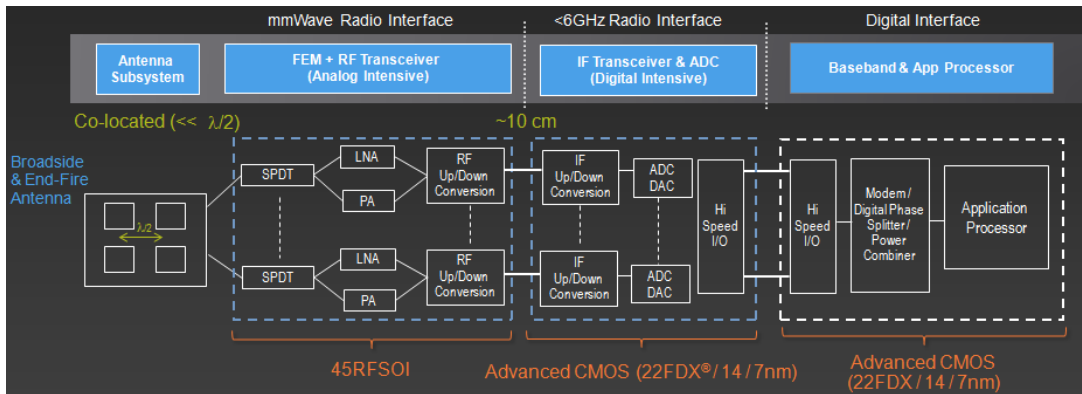 mmWave Radio Interface
<6GHz Radio Interface
Digital Interface
Antenna
Subsystem
FEM + RF Transceiver
(Analog Intensive)
IF Transceiver & ADC
(Digital Intensive)
Baseband & App Processor
Co-located (<< λ/2)
~10 cm
Broadside
& End-Fire
Antenna
λ/2
SPDT
LNA
PA
RF
Up/Down
Conversion
IF
Up/Down
Conversion
ADC
DAC
SPDT
LNA
PA
RF
Up/Down
Conversion
IF
Up/Down
Conversion
ADC
DAC
Hi
Speed
I/O
Hi
Speed
I/O
Modem /
Digital Phase
Splitter /
Power
Combiner
Application
Processor
45RFSOI
Advanced CMOS (22FDX® / 14 / 7nm)
Advanced CMOS
(22FDX / 14 / 7nm)